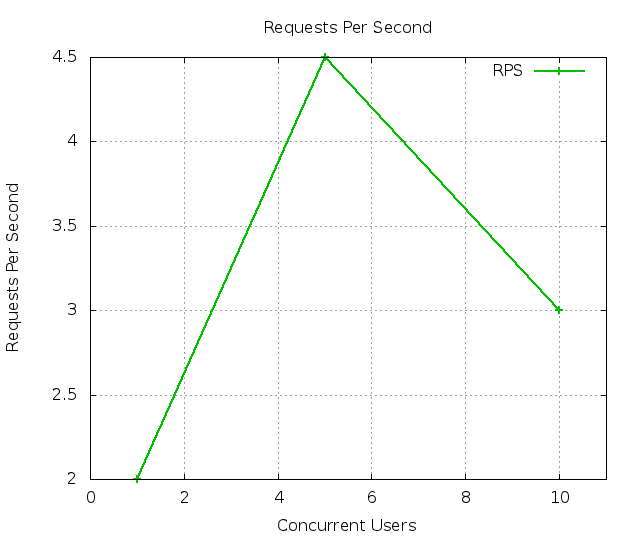 Requests Per Second
RPS
4.5
4
3.5
3
2.5
2
Requests Per Second
0 2 4 6 8 10
Concurrent Users